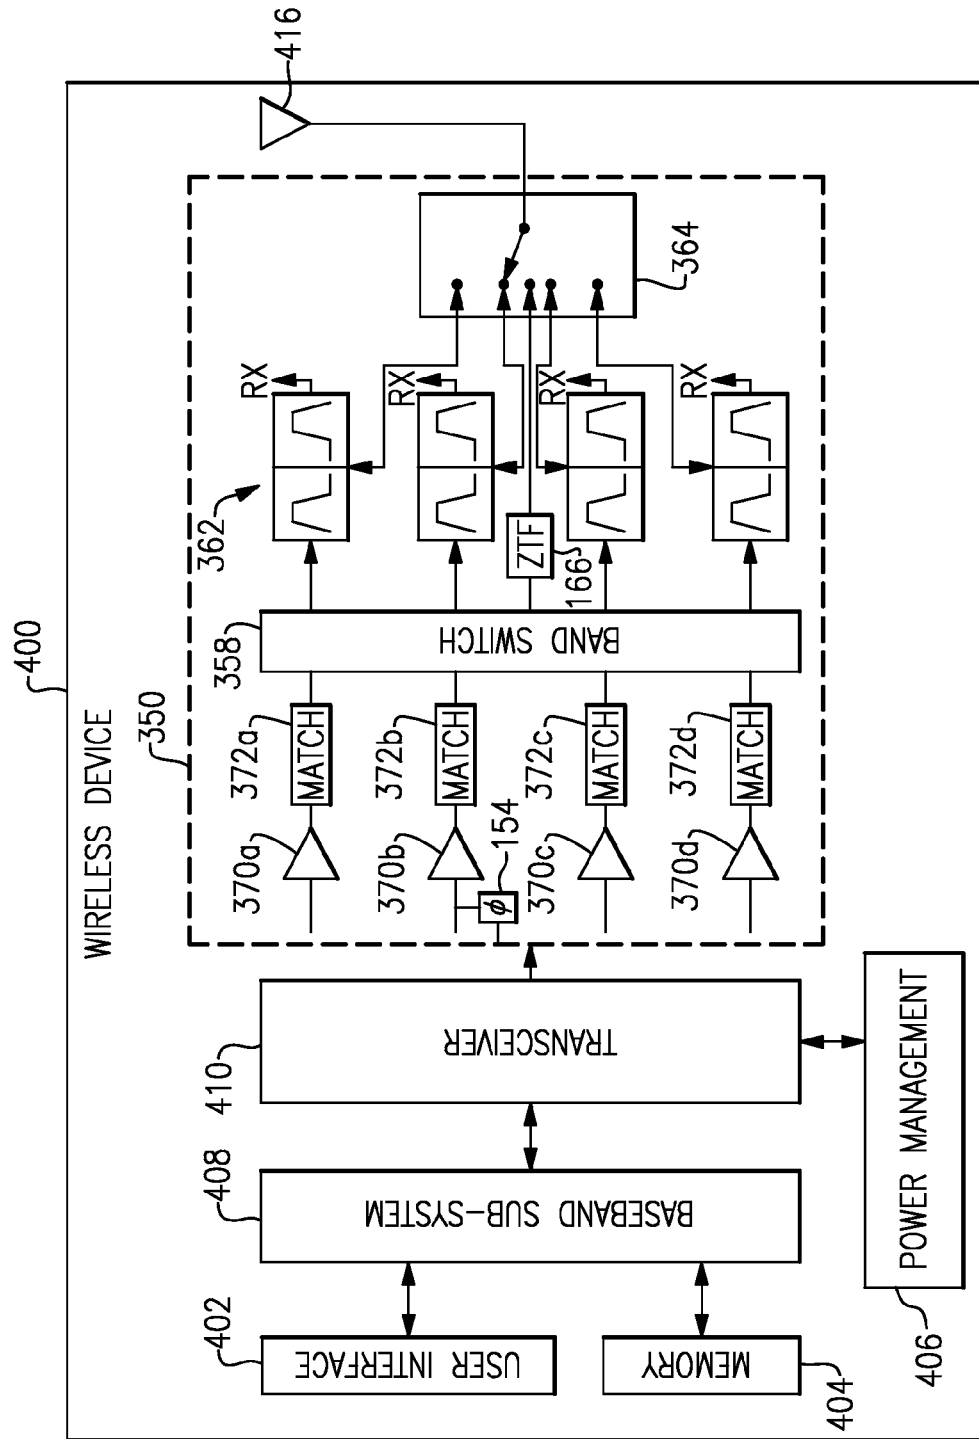 400
WIRELESS DEVICE
350
402
USER INTERFACE
MEMORY
404
408
BASEBAND SUB-SYSTEM
410
TRANSCEIVER
406
POWER MANAGEMENT
370a
372a
MATCH
370b
372b
MATCH
ϕ
154
370c
372c
MATCH
370d
372d
MATCH
358
BAND SWITCH
362
RX
RX
ZTF
166
RX
RX
364
416